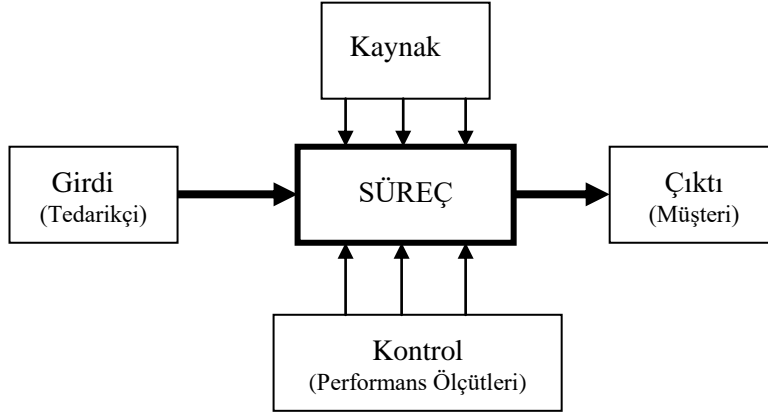 Kaynak
Girdi
(Tedarikçi)
SÜREÇ
Çıktı
(Müşteri)
Kontrol
(Performans Ölçütleri)